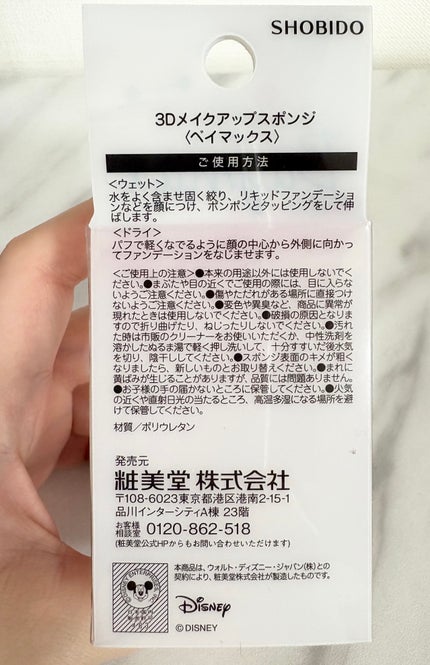 SHOBIDO
3Dメイクアップスポンジ
〈ベイマックス〉
ご使用方法
<ウェット>
水をよく含ませ固く絞り、リキッドファンデーショ
ンなどを顔につけ、ポンポンとタッピングをして伸
ばします。
<ドライ>
パフで軽くなでるように顔の中心から外側に向かっ
てファンデーションをなじませます。
<ご使用上の注意>●本来の用途以外には使用しないでく
ださい。●まぶたや目の近くでご使用の際には、目に入らな
いようご注意ください。●傷やただれがある場所に直接つけ
ないようご注意ください。●変色や異臭など、商品に異常が
現れたときは使用しないでください。●破損の原因となりま
すので折り曲げたり、ねじったりしないでください。●汚れ
た時は市販のクリーナーをお使いいただくか、中性洗剤を
溶かしたぬるま湯で軽く押し洗いして、十分すすいだ後水気
を切り、陰干ししてください。●スポンジ表面のキメが粗く
なりましたら、新しいものとお取り替えください。●まれに
黄ばみが生じることがありますが、品質には問題ありません。
●お子様の手の届かないところに保管してください。●火気
の近くや直射日光の当たるところ、高温多湿になる場所を避
けて保管してください。
材質/ポリウレタン
発売元
粧美堂 株式会社
〒108-6023東京都港区港南2-15-1
品川インターシティA棟 23階
お客様
相談室 0120-862-518
(粧美堂公式HPからもお問い合わせいただけます)
本商品は、ウォルト・ディズニー・ジャパン(株)との
契約により、粧美堂株式会社が製造したものです。
Disney
©DISNEY